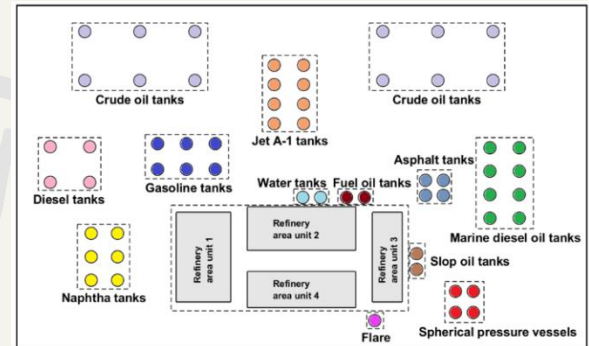 Crude oil tanks
Crude oil tanks
Jet A-1 tanks
Diesel tanks
Gasoline tanks
Asphalt tanks
Water tanks
Fuel oil tanks
Marine diesel oil tanks
Refinery
area unit 1
Refinery
area unit 2
Refinery
area unit 3
Slop oil tanks
Naphtha tanks
Refinery
area unit 4
Flare
Spherical pressure vessels